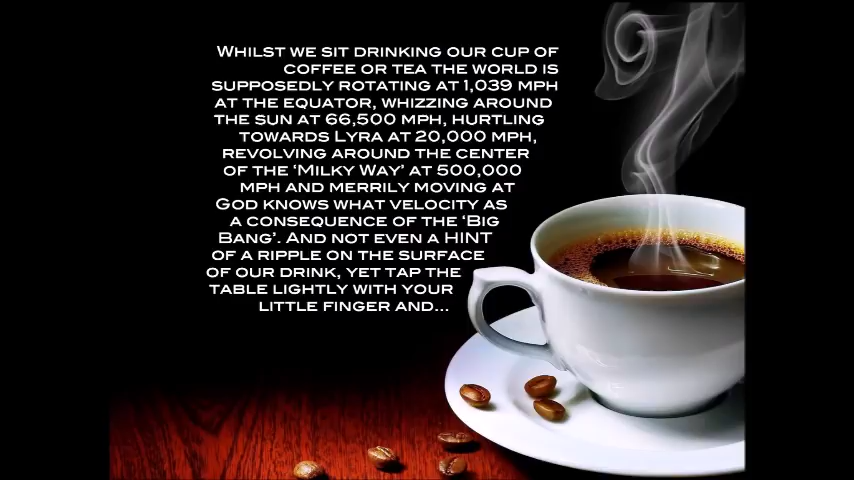 Whilst we sit drinking our cup of
coffee or tea the world is
supposedly rotating at 1,039 mph
at the equator, whizzing around
the sun at 66,500 mph, hurtling
towards Lyra at 20,000 mph,
revolving around the center
of the ‘Milky Way’ at 500,000
mph and merrily moving at
God knows what velocity as
a consequence of the ‘Big
Bang’. And not even a HINT
of a ripple on the surface
of our drink, yet tap the
table lightly with your
little finger and...